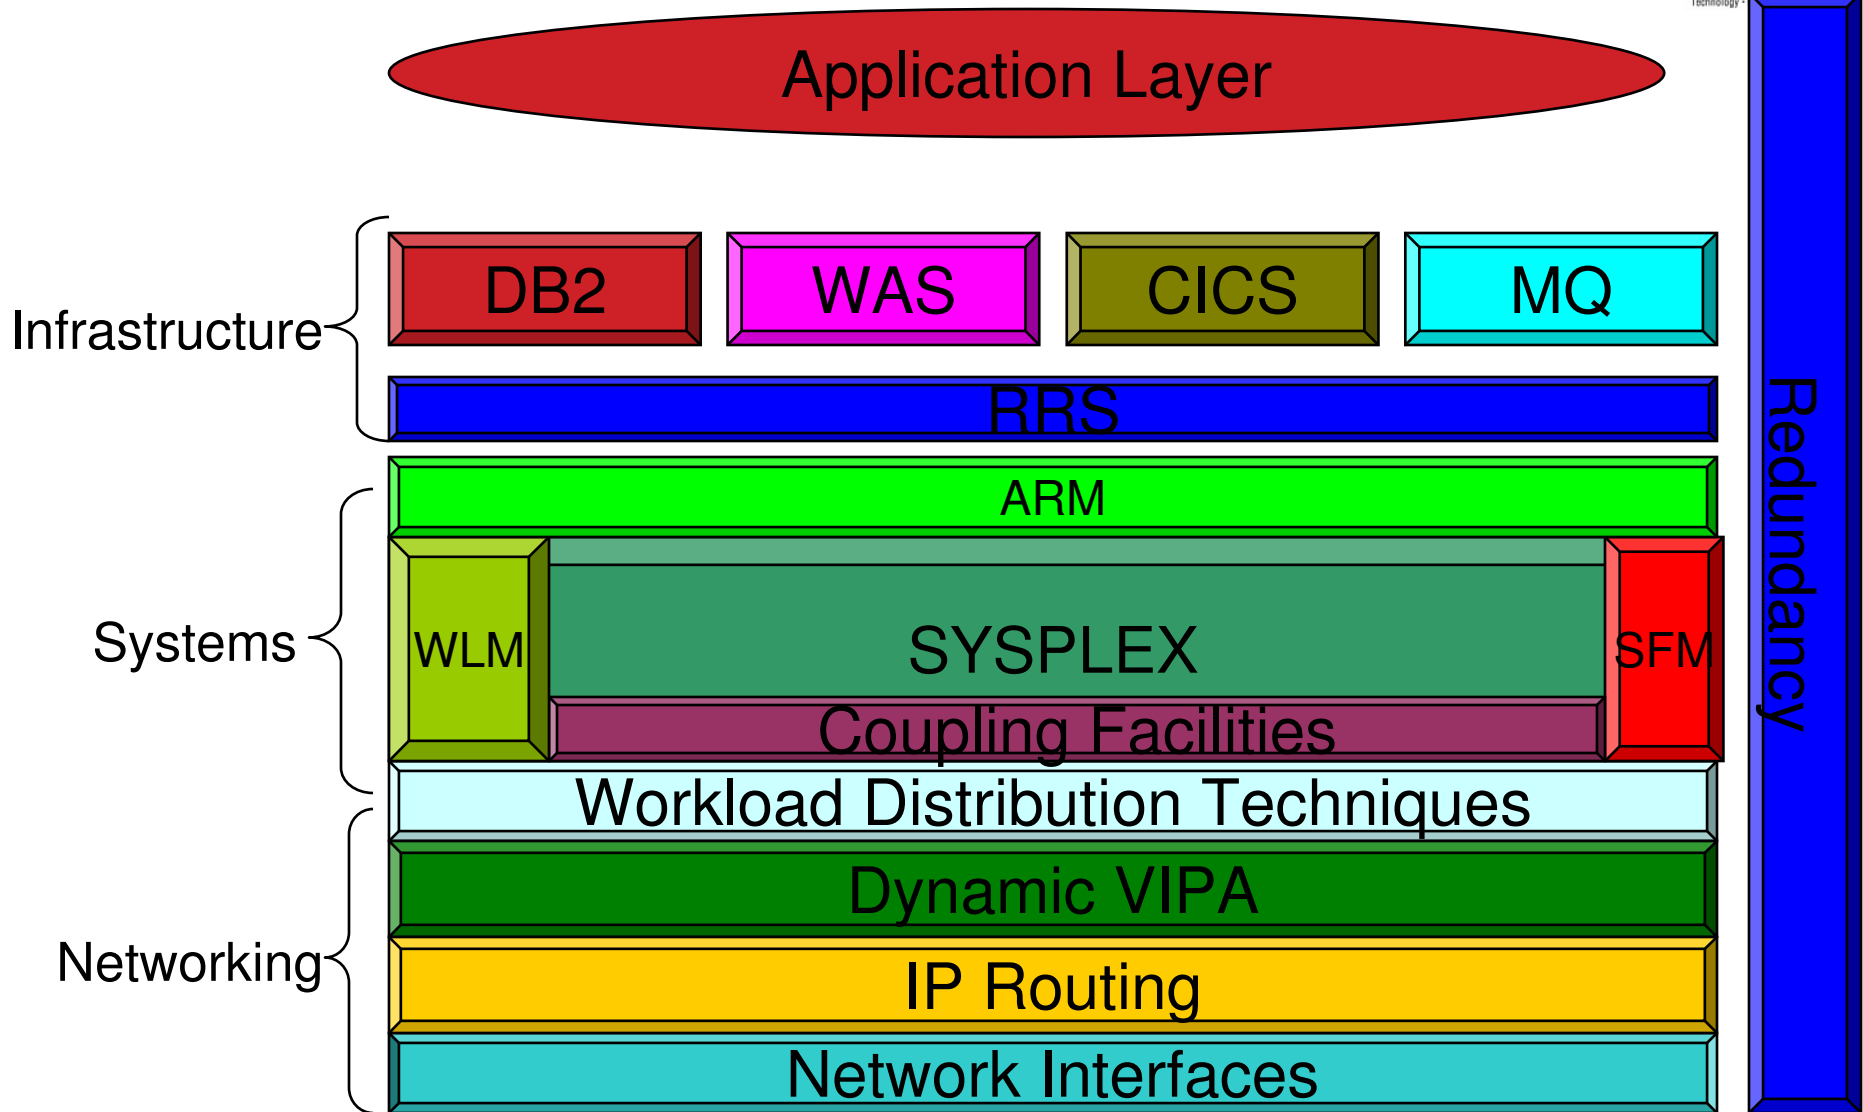 Technology •
Application Layer
DB2
WAS
CICS
MQ
Infrastructure
RRS
ARM
Systems
WLM
SYSPLEX
SFM
Coupling Facilities
Workload Distribution Techniques
Dynamic VIPA
Networking
IP Routing
Network Interfaces
Redundancy